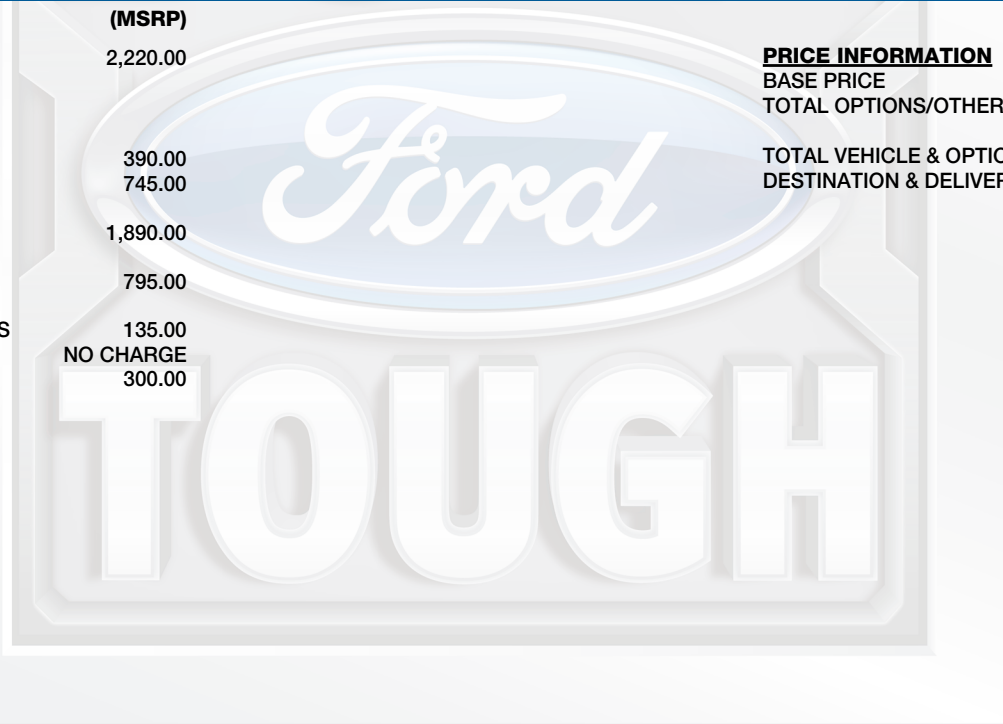 (MSRP)
2,220.00
390.00
745.00
1,890.00
795.00
S 135.00
NO CHARGE
300.00
PRICE INFORMATION
BASE PRICE
TOTAL OPTIONS/OTHER
TOTAL VEHICLE & OPTIO
DESTINATION & DELIVER
Ford
TOUGH